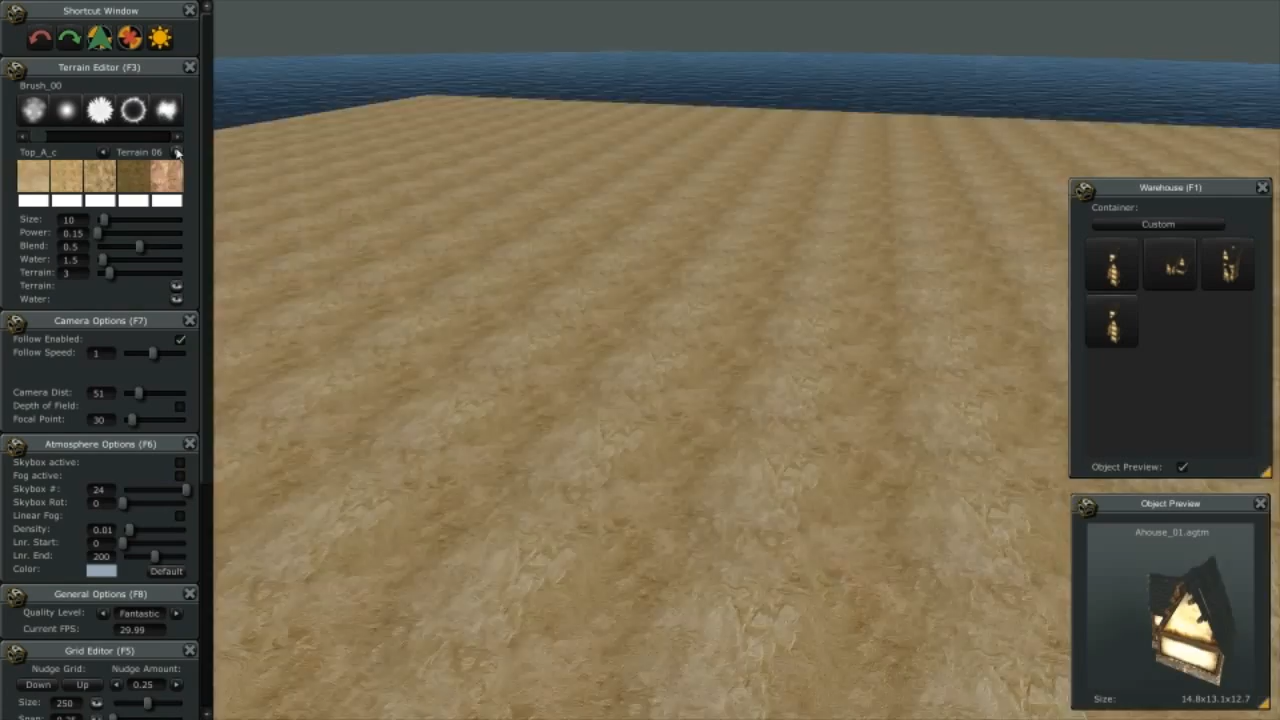 Shortcut Window
Terrain Editor (F3)
Brush_00
Top_A_c Terrain 06
Size: 10
Power: 0.15
Blend: 0.5
Water: 1.5
Terrain: 3
Terrain:
Water:
Camera Options (F7)
Follow Enabled:
Follow Speed: 1
Camera Dist: 51
Depth of Field:
Focal Point: 30
Atmosphere Options (F6)
Skybox active:
Fog active:
Skybox #: 24
Skybox Rot: 0
Linear Fog:
Density: 0.01
Lnr. Start: 0
Lnr. End: 200
Color: Default
General Options (F8)
Quality Level: Fantastic
Current FPS: 29.99
Grid Editor (F5)
Nudge Grid: Nudge Amount:
Down Up 0.25
Size: 250
Snap: 0.25
Warehouse (F1)
Container:
Custom
Object Preview:
Object Preview
Ahouse_01.agtm
Size: 14.8x13.1x12.7